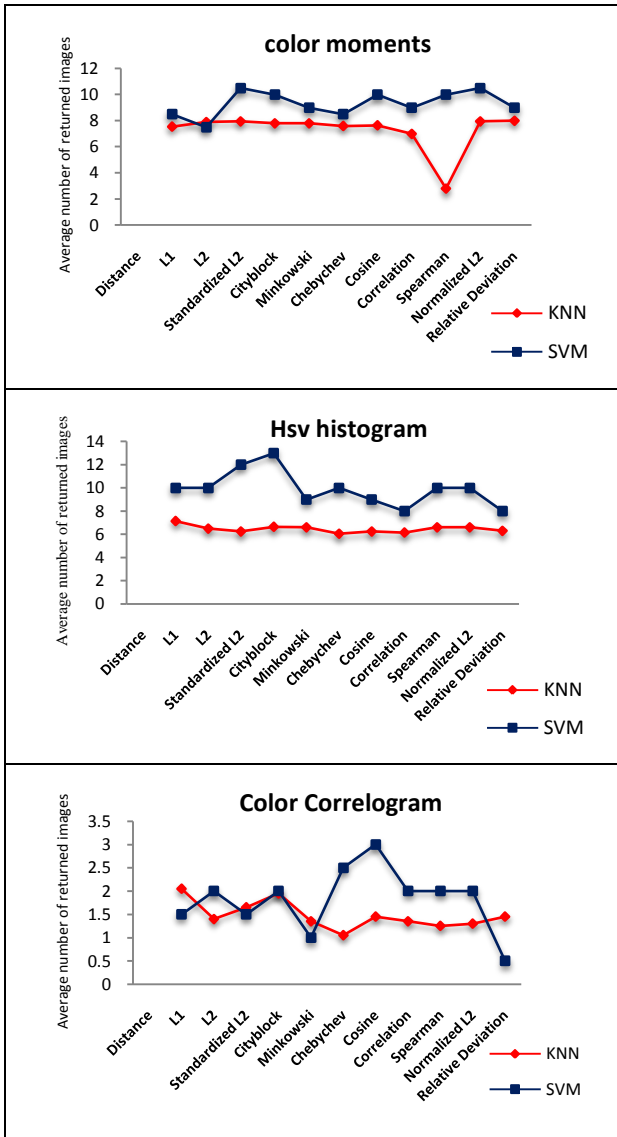 color moments
Average number of returned images
12
10
8
6
4
2
0
Distance
L1
L2
Standardized L2
Cityblock
Minkowski
Chebychev
Cosine
Correlation
Spearman
Normalized L2
Relative Deviation
KNN
SVM
Hsv histogram
Average number of returned images
14
12
10
8
6
4
2
0
Distance
L1
L2
Standardized L2
Cityblock
Minkowski
Chebychev
Cosine
Correlation
Spearman
Normalized L2
Relative Deviation
KNN
SVM
Color Correlogram
Average number of returned images
3.5
3
2.5
2
1.5
1
0.5
0
Distance
L1
L2
Standardized L2
Cityblock
Minkowski
Chebychev
Cosine
Correlation
Spearman
Normalized L2
Relative Deviation
KNN
SVM